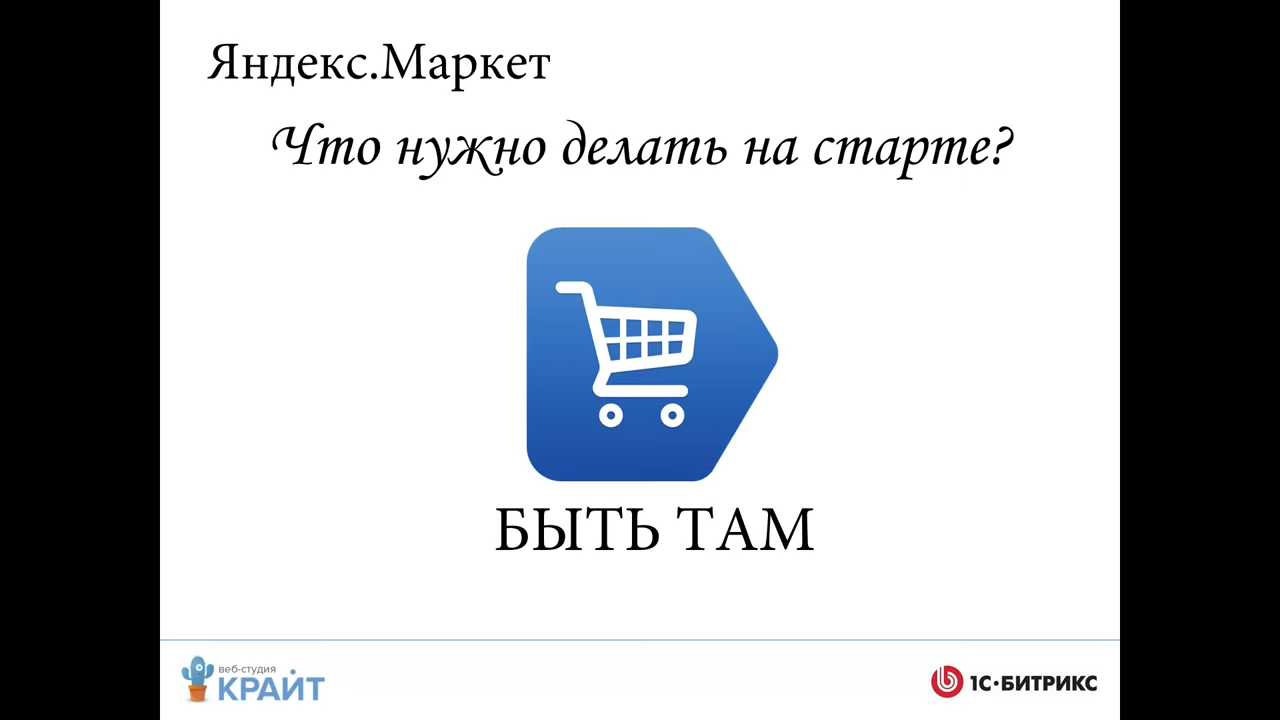 Яндекс.Маркет
Что нужно делать на старте?
БЫТЬ ТАМ
веб-студия
КРАЙТ
1С·БИТРИКС